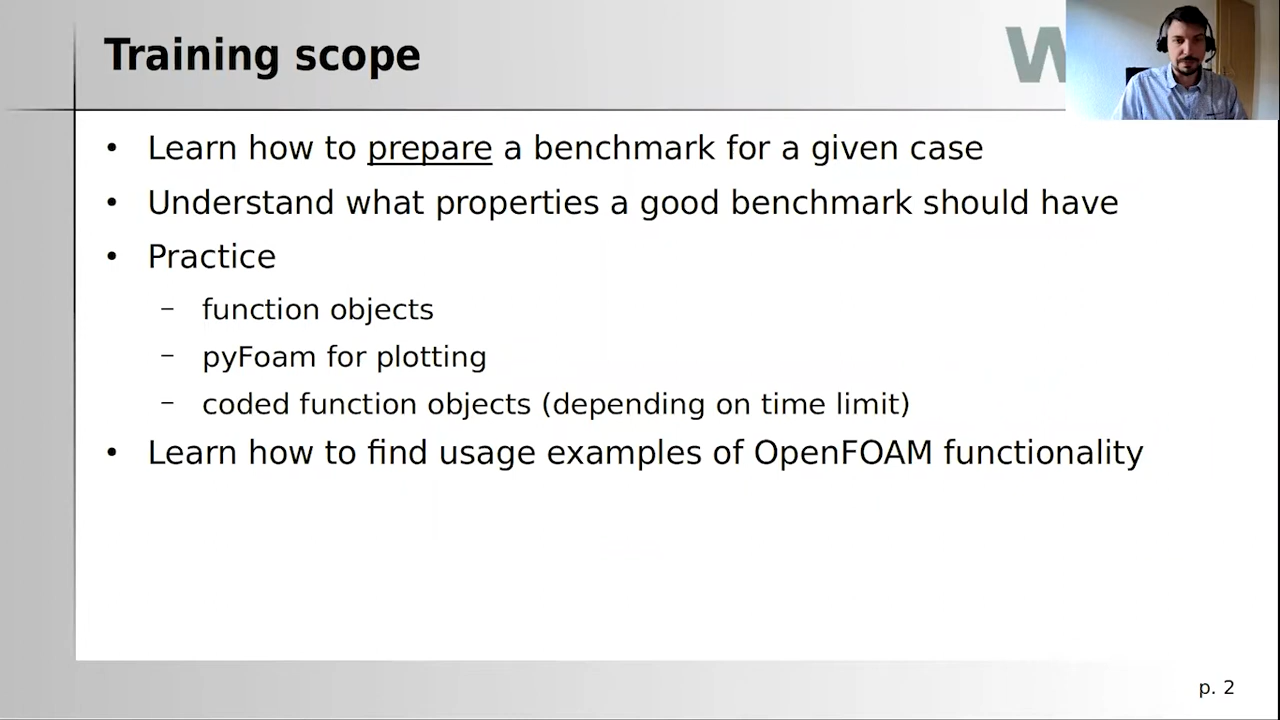 Training scope
W
• Learn how to prepare a benchmark for a given case
• Understand what properties a good benchmark should have
• Practice
– function objects
– pyFoam for plotting
– coded function objects (depending on time limit)
• Learn how to find usage examples of OpenFOAM functionality
p. 2